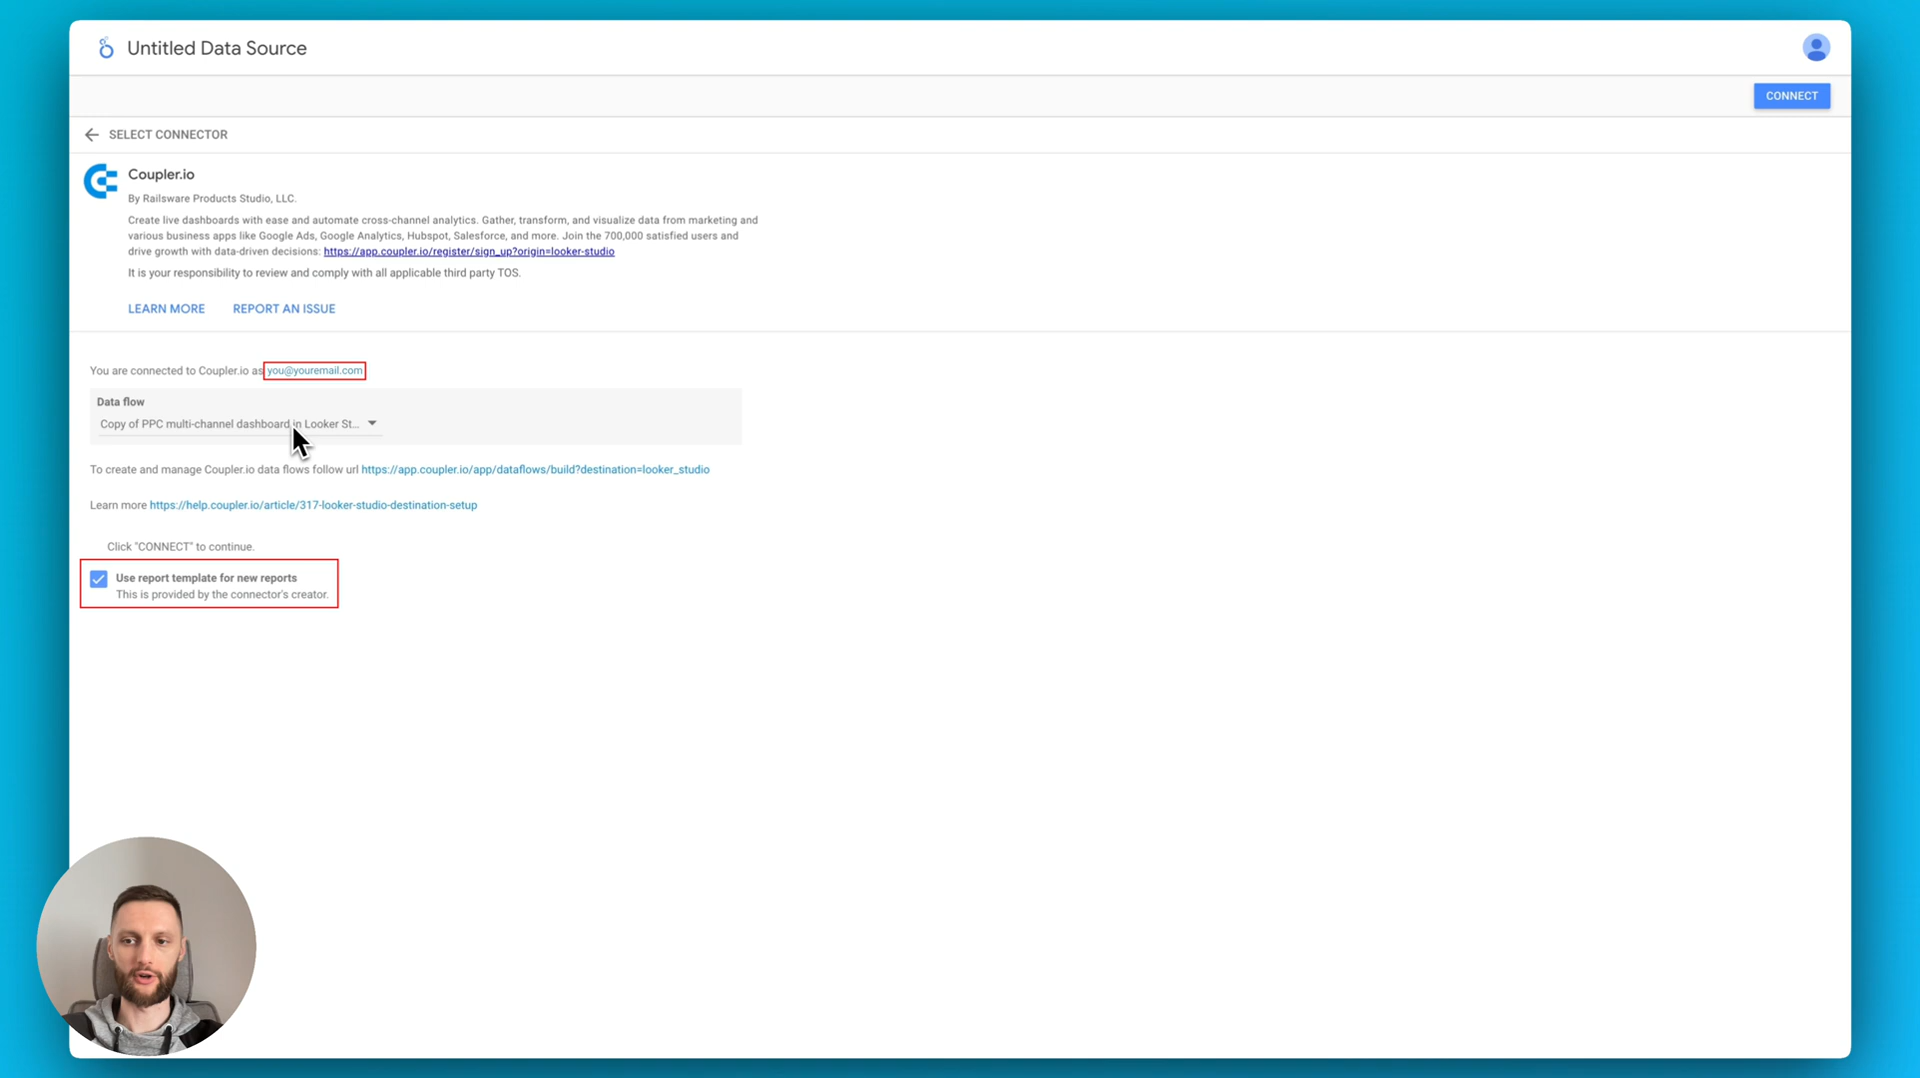 Untitled Data Source
CONNECT
SELECT CONNECTOR
Coupler.io
By Railsware Products Studio, LLC.
Create live dashboards with ease and automate cross-channel analytics. Gather, transform, and visualize data from marketing and
various business apps like Google Ads, Google Analytics, Hubspot, Salesforce, and more. Join the 700,000 satisfied users and
drive growth with data-driven decisions: https://app.coupler.io/register/sign_up?origin=looker-studio
It is your responsibility to review and comply with all applicable third party TOS.
LEARN MORE REPORT AN ISSUE
You are connected to Coupler.io as you@youremail.com
Data flow
Copy of PPC multi-channel dashboard in Looker St...
To create and manage Coupler.io data flows follow url https://app.coupler.io/app/dataflows/build?destination=looker_studio
Learn more https://help.coupler.io/article/317-looker-studio-destination-setup
Click "CONNECT" to continue.
Use report template for new reports
This is provided by the connector's creator.